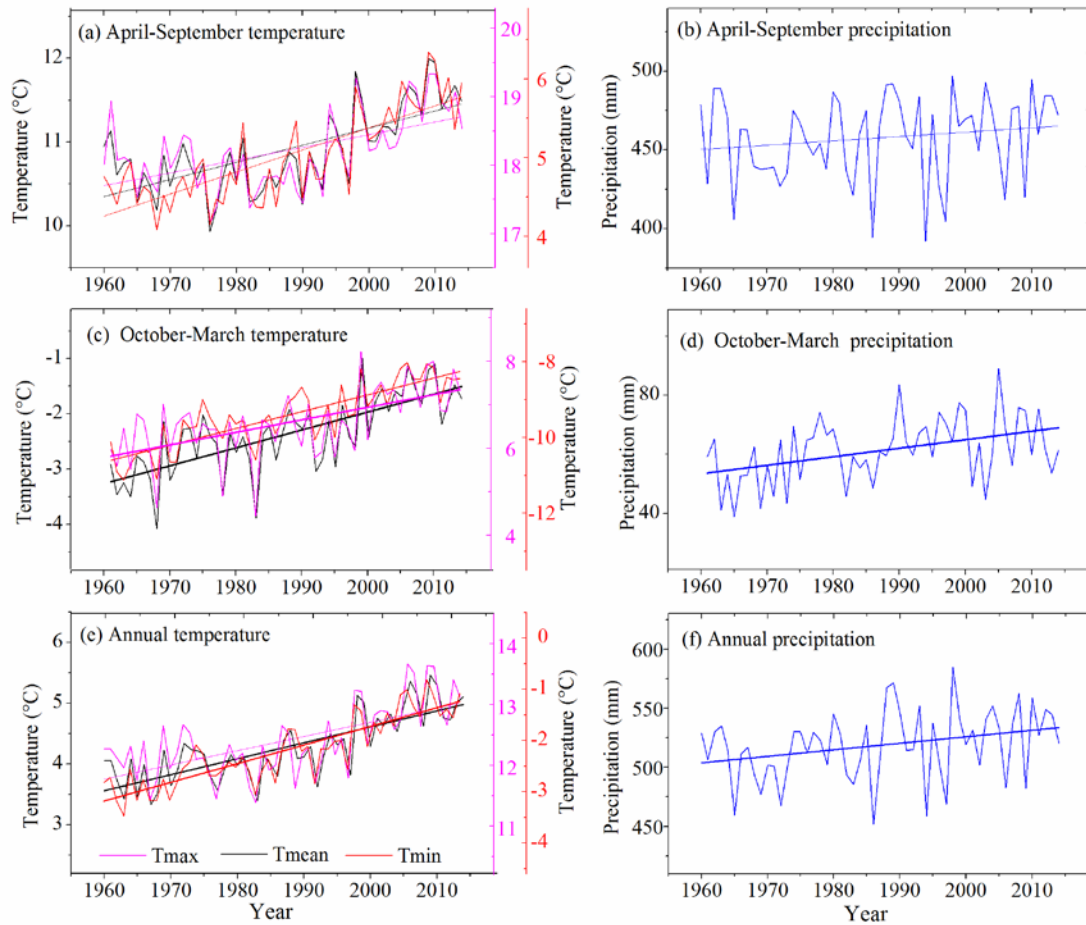 (a) April-September temperature
12
11
10
Temperature (°C)
20
19
18
17
6
5
4
Temperature (°C)
1960 1970 1980 1990 2000 2010
(b) April-September precipitation
500
450
400
Precipitation (mm)
1960 1970 1980 1990 2000 2010
(c) October-March temperature
-1
-2
-3
-4
Temperature (°C)
8
6
4
-8
-10
-12
Temperature (°C)
1960 1970 1980 1990 2000 2010
(d) October-March precipitation
80
40
Precipitation (mm)
1960 1970 1980 1990 2000 2010
(e) Annual temperature
6
5
4
3
Temperature (°C)
14
13
12
11
0
-1
-2
-3
-4
Temperature (°C)
Tmax Tmean Tmin
1960 1970 1980 1990 2000 2010
Year
(f) Annual precipitation
600
550
500
450
Precipitation (mm)
1960 1970 1980 1990 2000 2010
Year